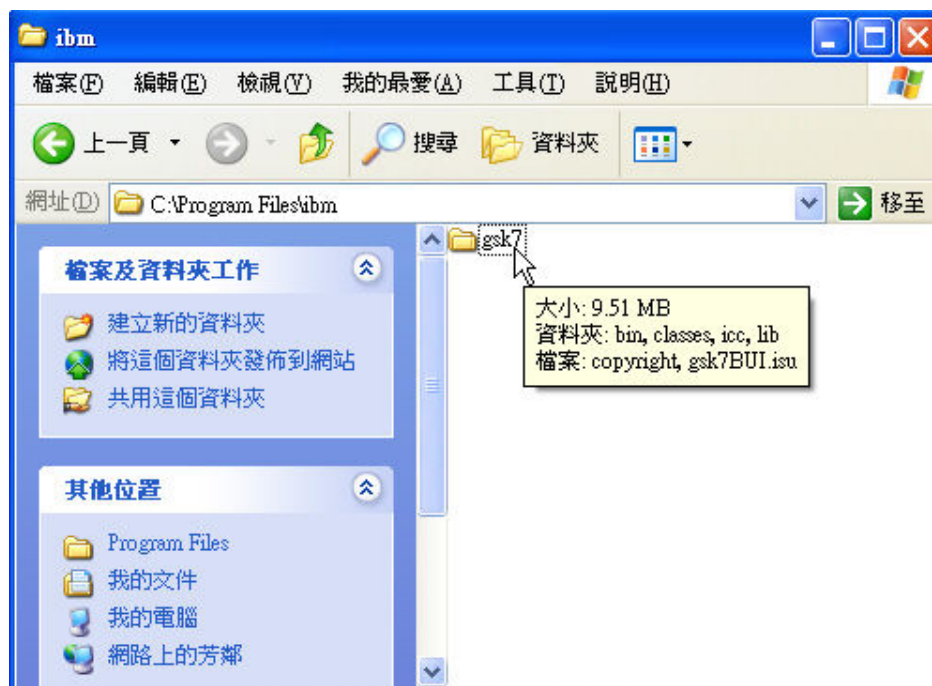 ibm
檔案(F) 編輯(E) 檢視(V) 我的最愛(A) 工具(T) 說明(H)
上一頁 搜尋 資料夾
網址(D) C:\Program Files\ibm 移至
檔案及資料夾工作
建立新的資料夾
將這個資料夾發佈到網站
共用這個資料夾
其他位置
Program Files
我的文件
我的電腦
網路上的芳鄰
gsk7
大小: 9.51 MB
資料夾: bin, classes, icc, lib
檔案: copyright, gsk7BUI.isu